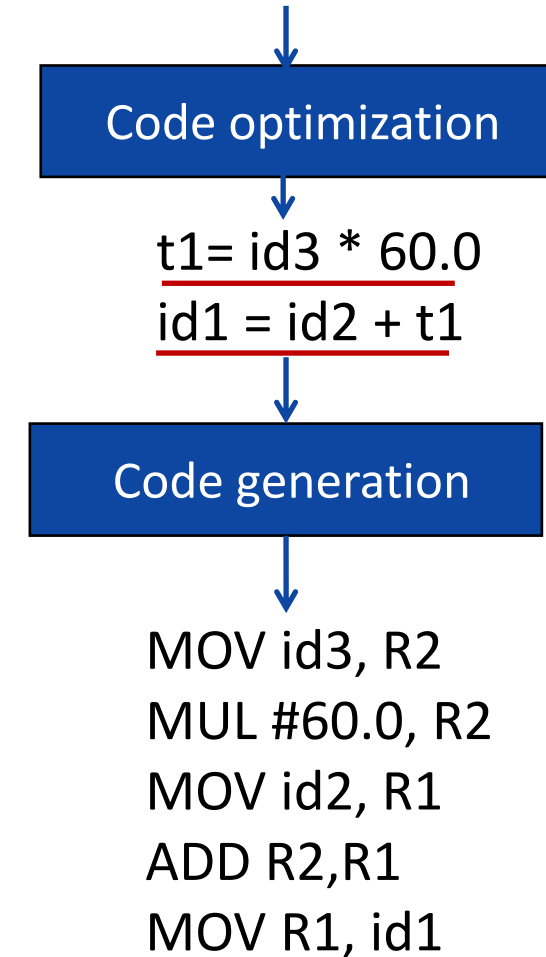 Code optimization
t1= id3 * 60.0
id1 = id2 + t1
Code generation
MOV id3, R2
MUL #60.0, R2
MOV id2, R1
ADD R2,R1
MOV R1, id1